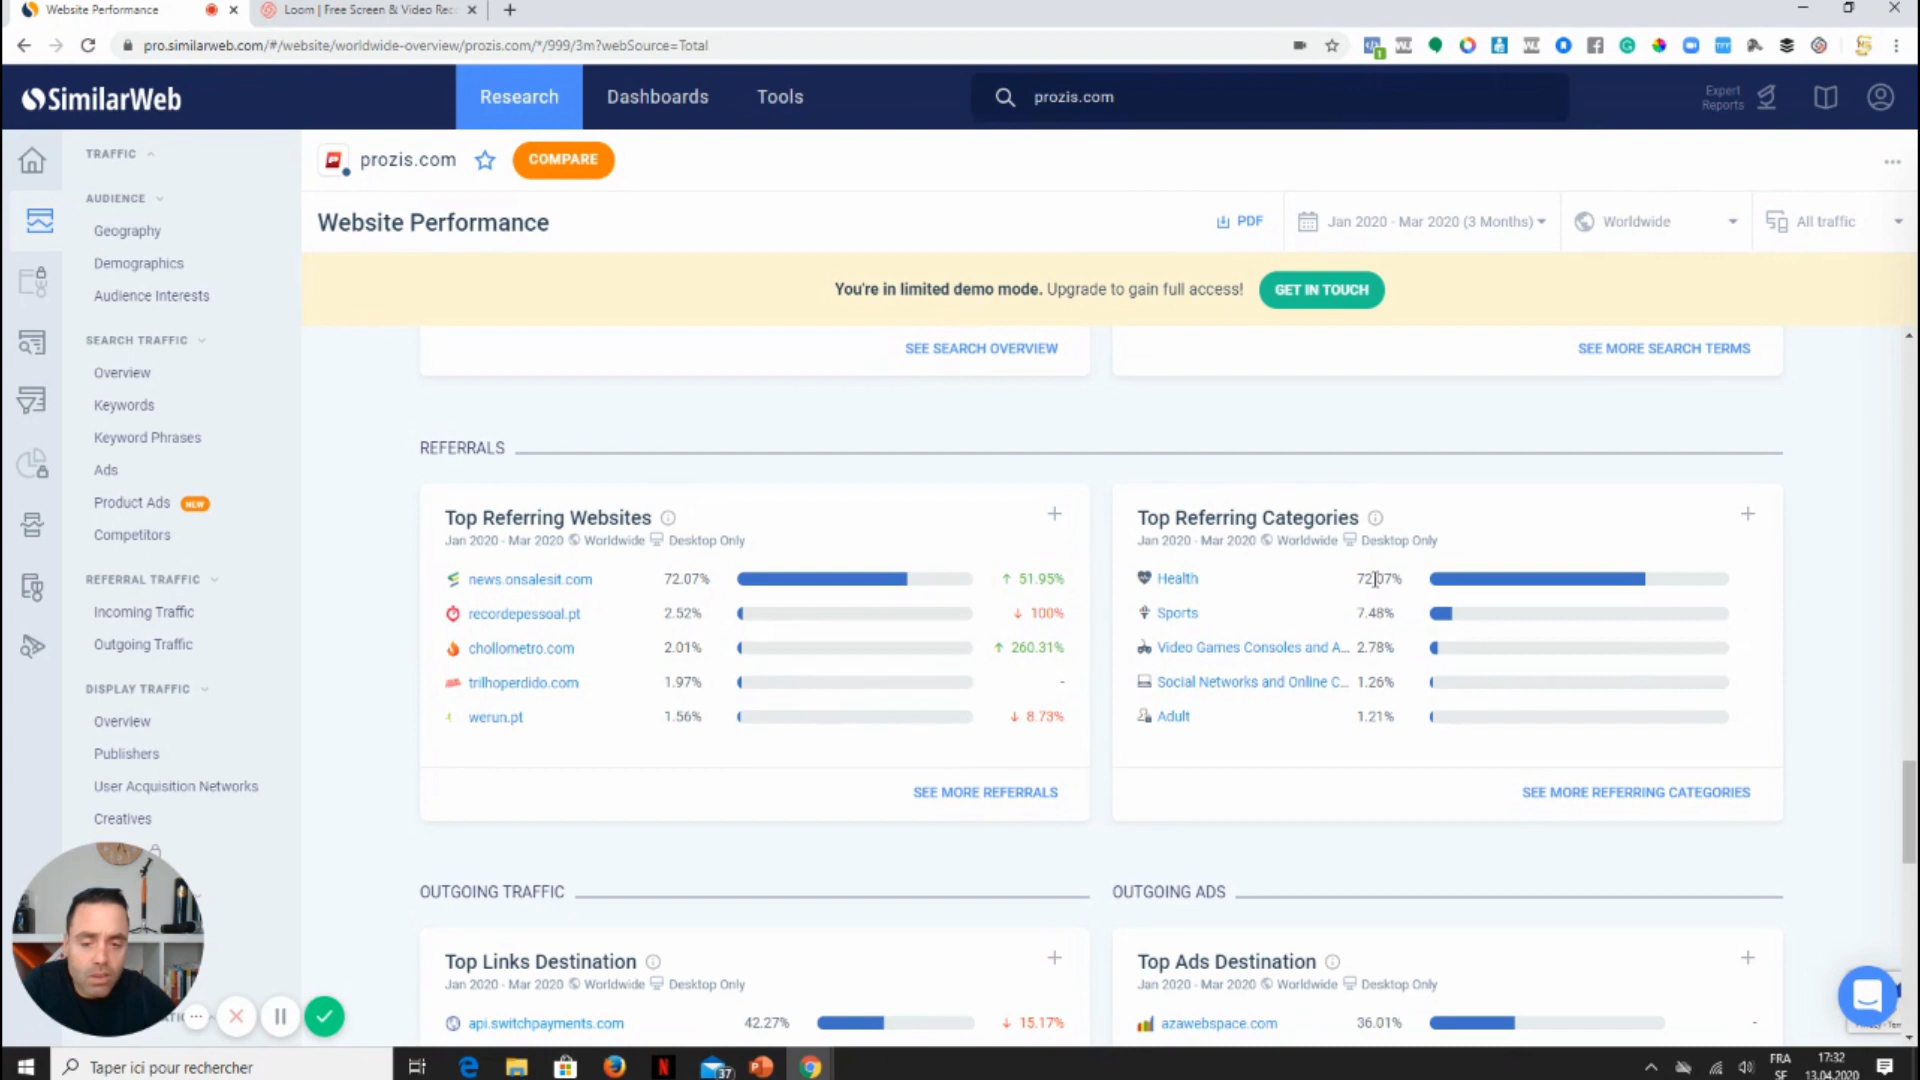 Website Performance
Loom | Free Screen & Video Rec
pro.similarweb.com/#/website/worldwide-overview/prozis.com/*/999/3m?webSource=Total
SimilarWeb
Research
Dashboards
Tools
prozis.com
Expert
Reports
TRAFFIC
AUDIENCE
Geography
Demographics
Audience Interests
SEARCH TRAFFIC
Overview
Keywords
Keyword Phrases
Ads
Product Ads NEW
Competitors
REFERRAL TRAFFIC
Incoming Traffic
Outgoing Traffic
DISPLAY TRAFFIC
Overview
Publishers
User Acquisition Networks
Creatives
prozis.com
COMPARE
Website Performance
PDF
Jan 2020 - Mar 2020 (3 Months)
Worldwide
All traffic
You're in limited demo mode. Upgrade to gain full access!
GET IN TOUCH
SEE SEARCH OVERVIEW
SEE MORE SEARCH TERMS
REFERRALS
Top Referring Websites
Jan 2020 - Mar 2020 Worldwide Desktop Only
news.onsalesit.com 72.07% ↑ 51.95%
recordepessoal.pt 2.52% ↓ 100%
chollometro.com 2.01% ↑ 260.31%
trilhoperdido.com 1.97% -
werun.pt 1.56% ↓ 8.73%
SEE MORE REFERRALS
Top Referring Categories
Jan 2020 - Mar 2020 Worldwide Desktop Only
Health 72.07%
Sports 7.48%
Video Games Consoles and A... 2.78%
Social Networks and Online C... 1.26%
Adult 1.21%
SEE MORE REFERRING CATEGORIES
OUTGOING TRAFFIC
Top Links Destination
Jan 2020 - Mar 2020 Worldwide Desktop Only
api.switchpayments.com 42.27% ↓ 15.17%
OUTGOING ADS
Top Ads Destination
Jan 2020 - Mar 2020 Worldwide Desktop Only
azawebspace.com 36.01% -
Taper ici pour rechercher
37
FRA
SF
17:32
13.04.2020